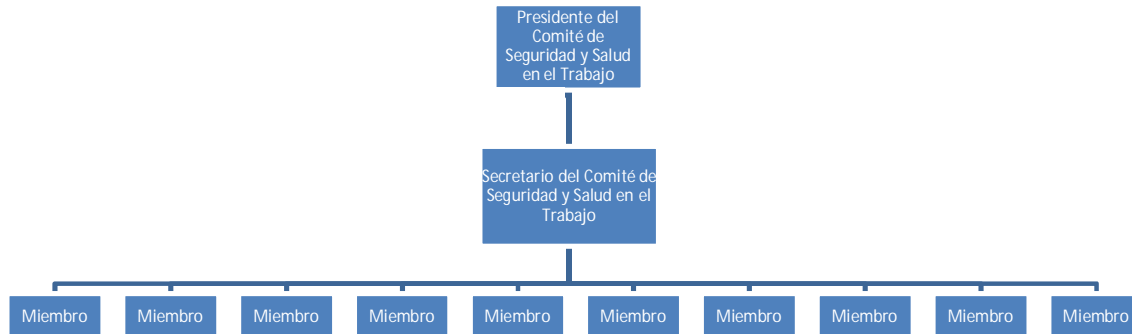 Presidente del
Comité de
Seguridad y Salud
en el Trabajo
Secretario del Comité de
Seguridad y Salud en el
Trabajo
Miembro Miembro Miembro Miembro Miembro Miembro Miembro Miembro Miembro Miembro